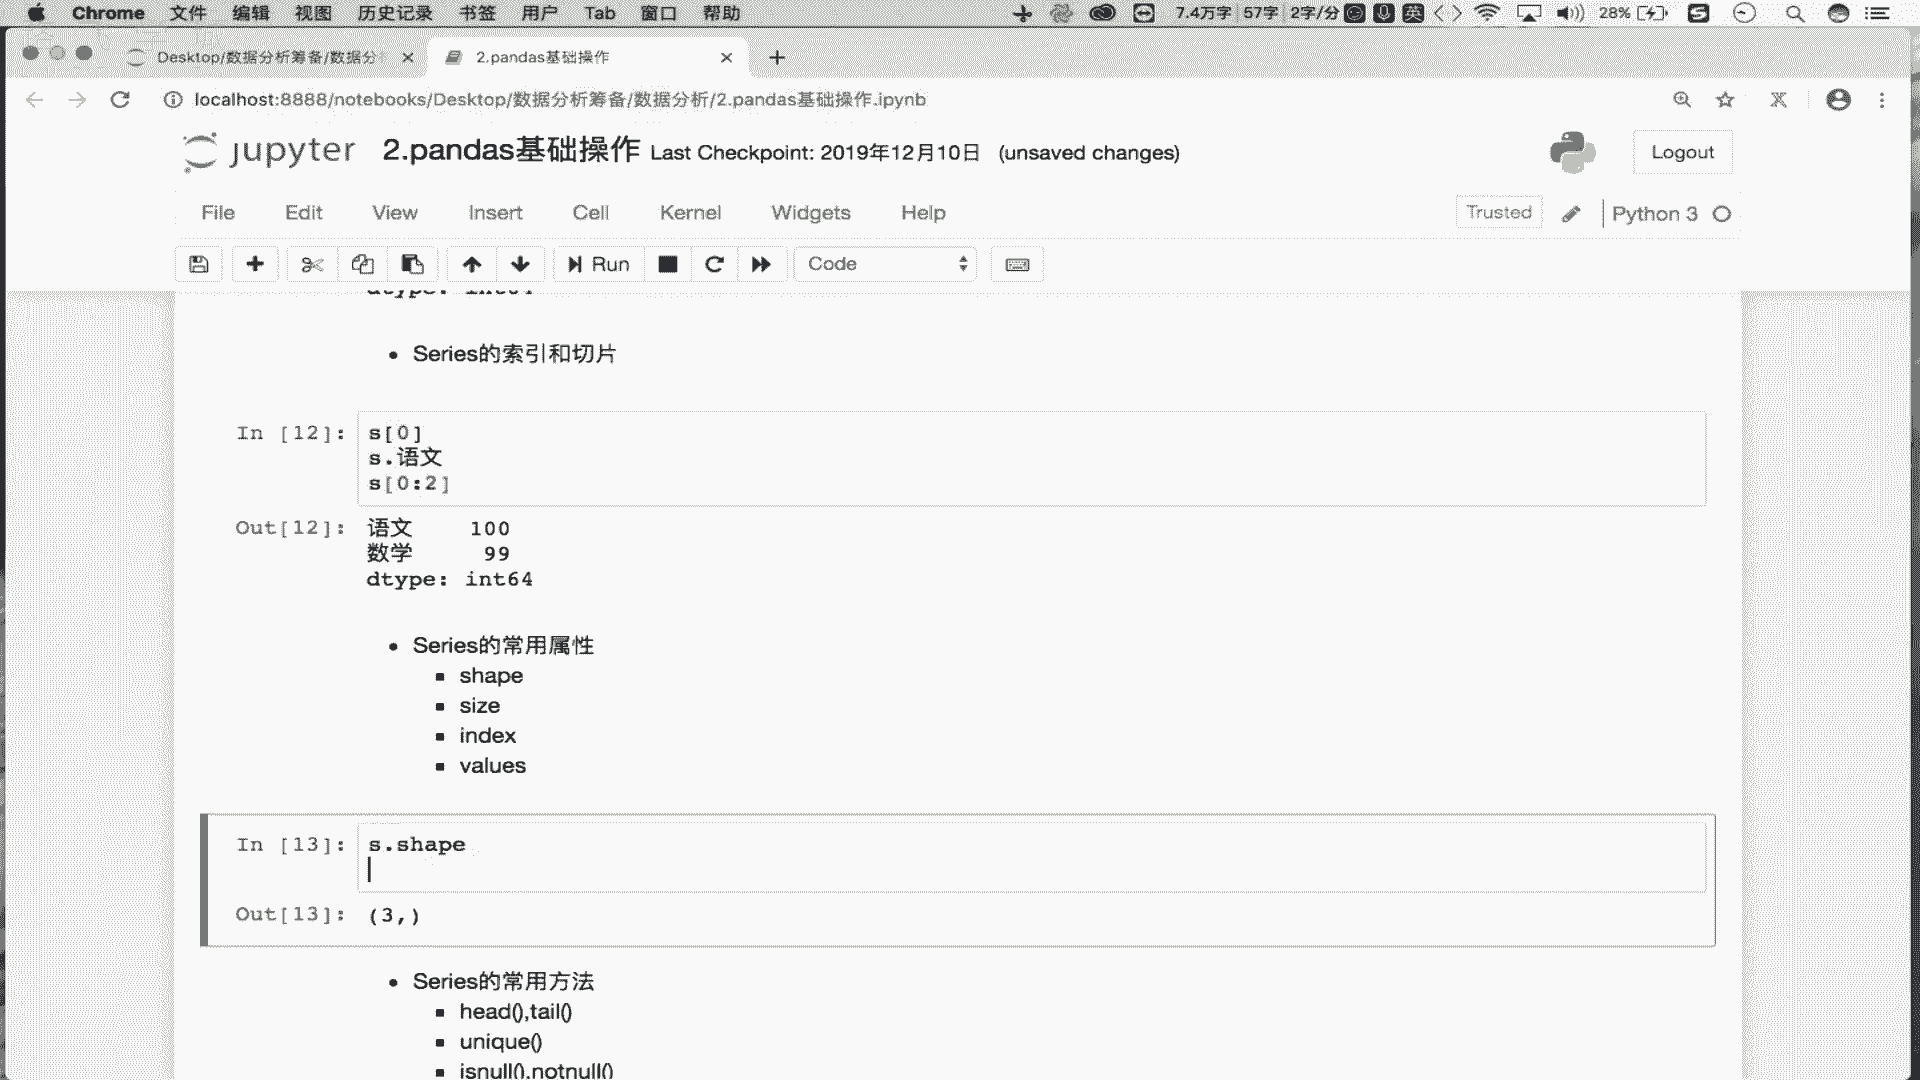 Chrome 文件 编辑 视图 历史记录 书签 用户 Tab 窗口 帮助 7.4万字 57字 2字/分 英 28%
Desktop/数据分析筹备/数据分 2.pandas基础操作
localhost:8888/notebooks/Desktop/数据分析筹备/数据分析/2.pandas基础操作.ipynb
jupyter 2.pandas基础操作 Last Checkpoint: 2019年12月10日 (unsaved changes) Logout
File Edit View Insert Cell Kernel Widgets Help Trusted Python 3
Run Code
Series的索引和切片
In [12]: s[0]
s.语文
s[0:2]
Out[12]: 语文 100
数学 99
dtype: int64
Series的常用属性
shape
size
index
values
In [13]: s.shape
Out[13]: (3,)
Series的常用方法
head(),tail()
unique()
isnull(),notnull()